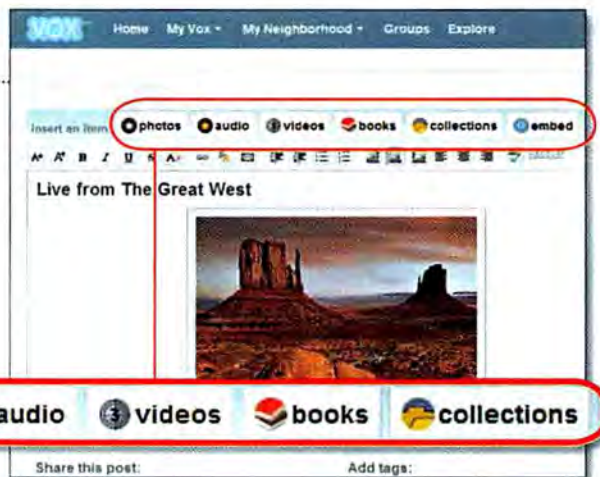 VOX Home My Vox My Neighborhood Groups Explore
Insert an item photos audio videos books collections embed
Live from The Great West
audio 3 videos books collections
Share this post: Add tags: